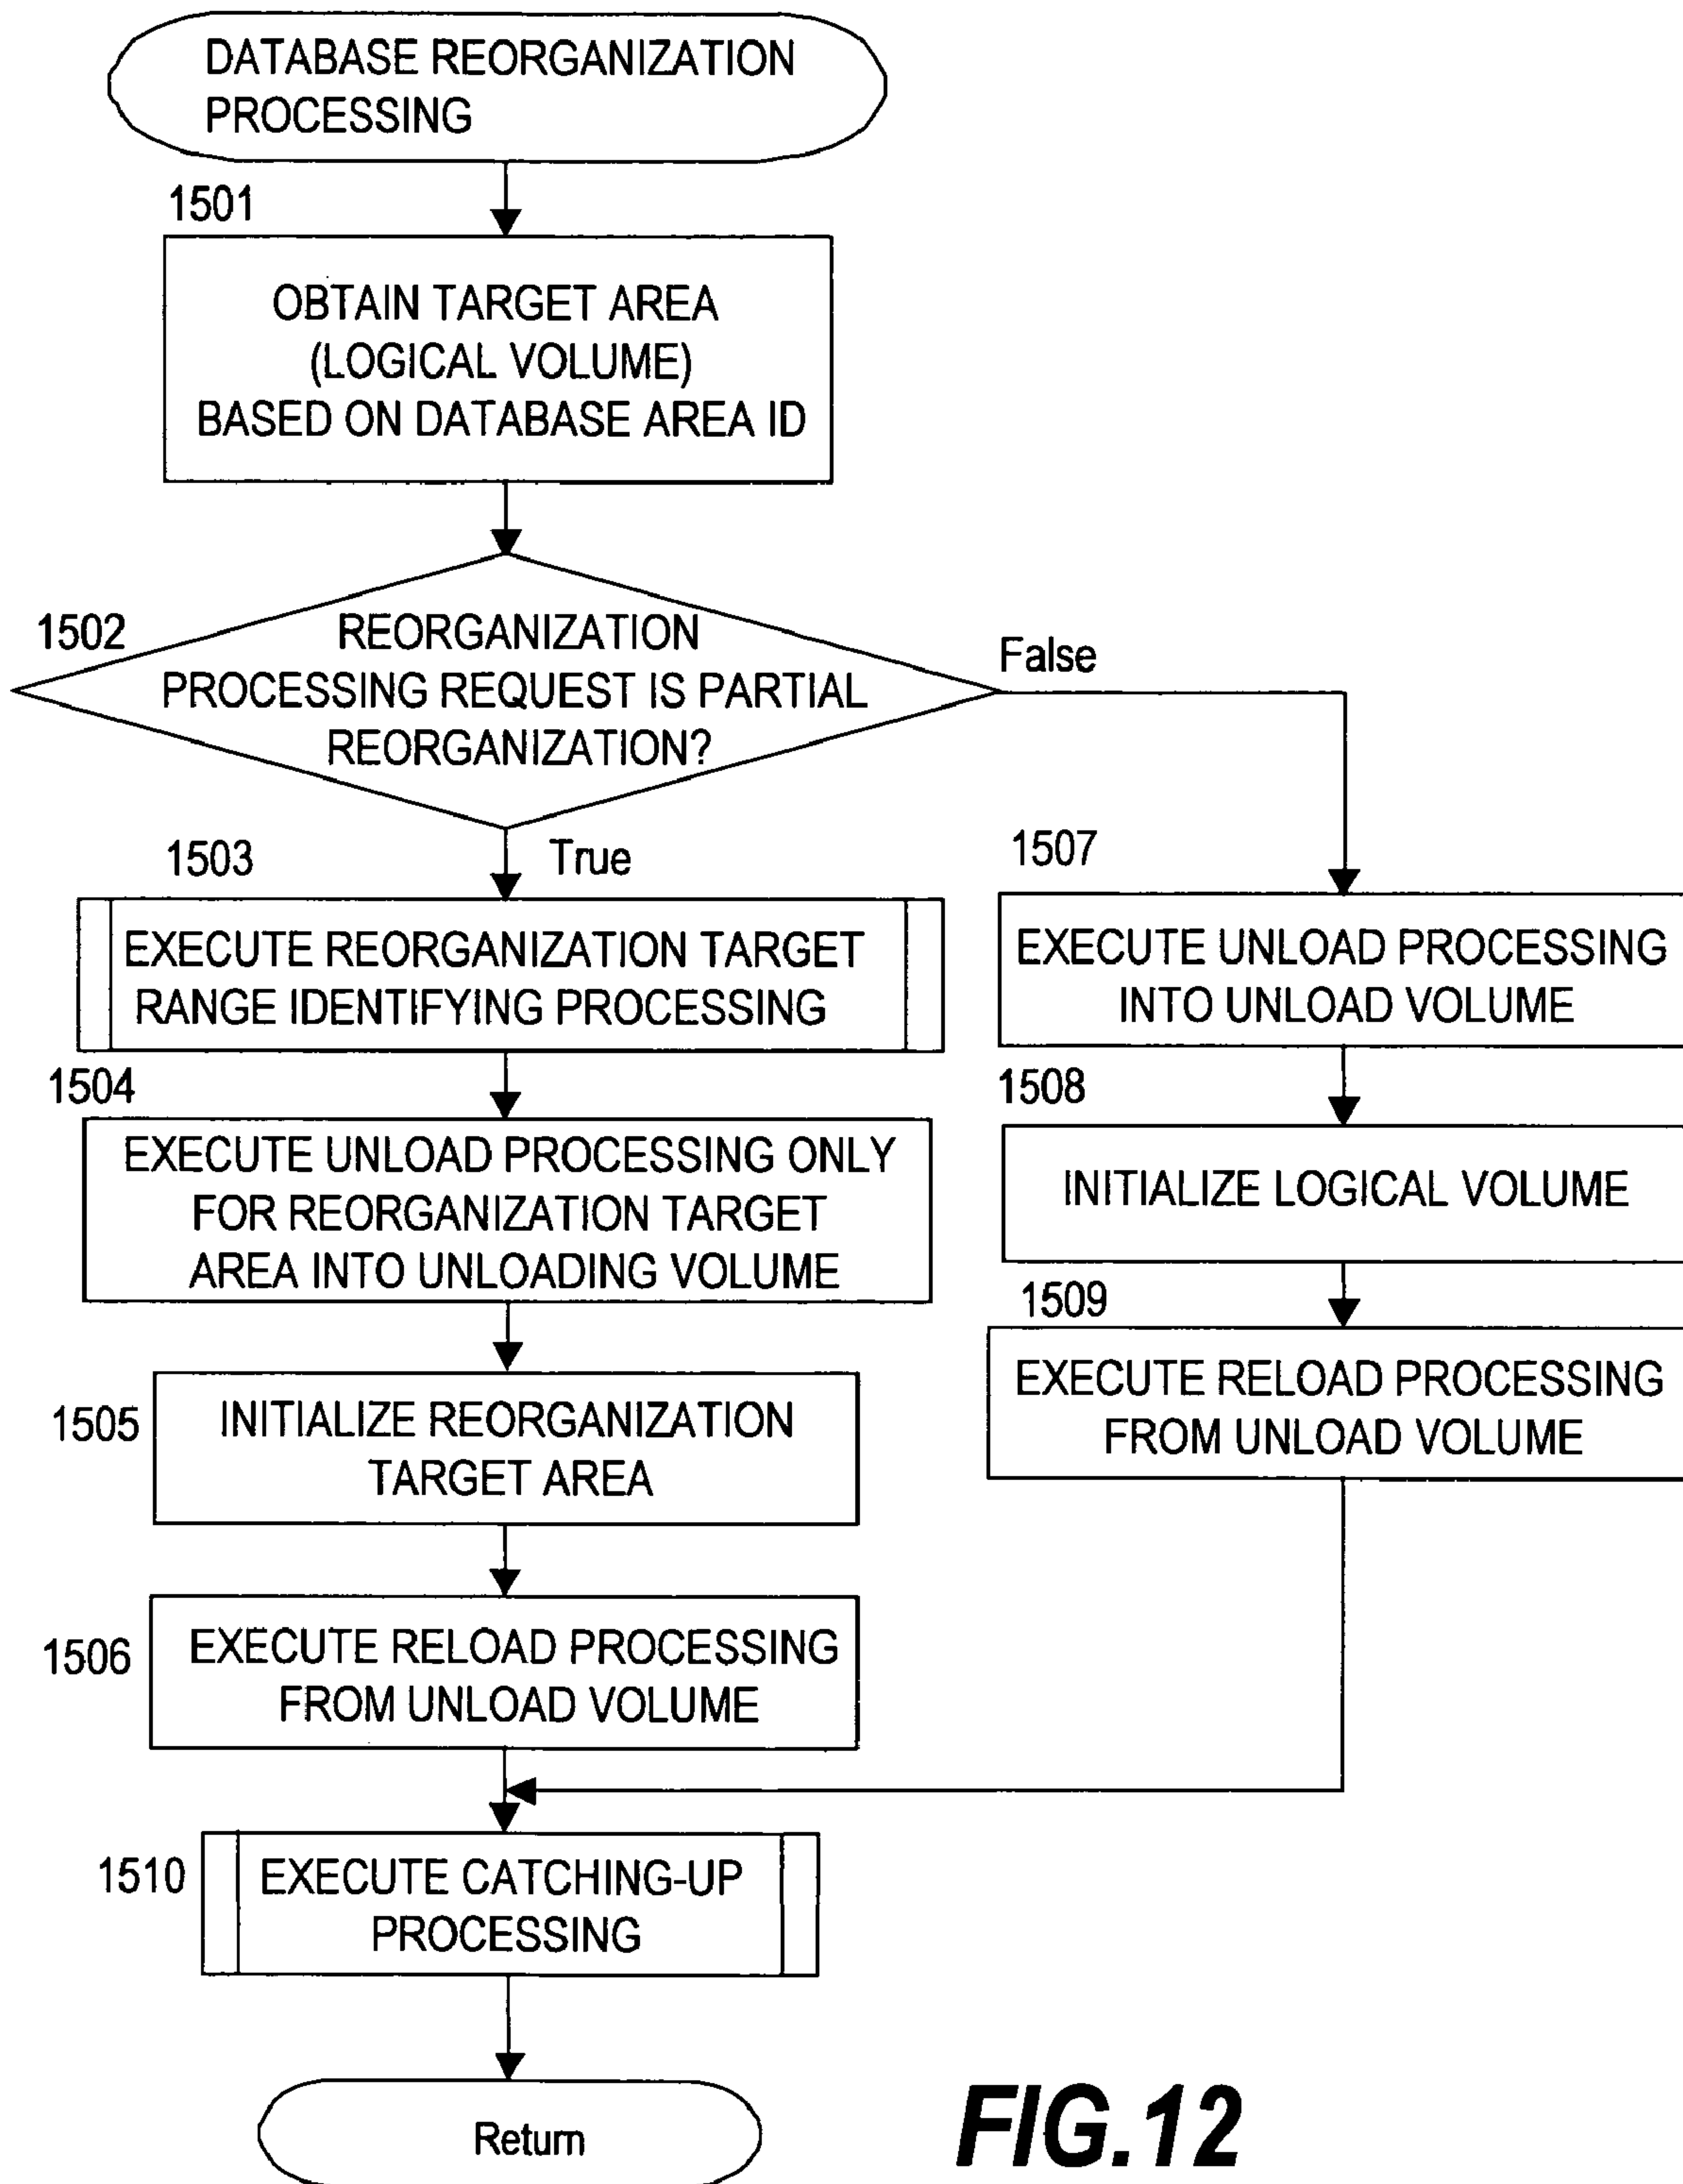 DATABASE REORGANIZATION
PROCESSING
1501
OBTAIN TARGET AREA
(LOGICAL VOLUME)
BASED ON DATABASE AREA ID
1502
REORGANIZATION
PROCESSING REQUEST IS PARTIAL
REORGANIZATION?
False
True
1503
EXECUTE REORGANIZATION TARGET
RANGE IDENTIFYING PROCESSING
1504
EXECUTE UNLOAD PROCESSING ONLY
FOR REORGANIZATION TARGET
AREA INTO UNLOADING VOLUME
1505
INITIALIZE REORGANIZATION
TARGET AREA
1506
EXECUTE RELOAD PROCESSING
FROM UNLOAD VOLUME
1507
EXECUTE UNLOAD PROCESSING
INTO UNLOAD VOLUME
1508
INITIALIZE LOGICAL VOLUME
1509
EXECUTE RELOAD PROCESSING
FROM UNLOAD VOLUME
1510
EXECUTE CATCHING-UP
PROCESSING
Return
FIG.12